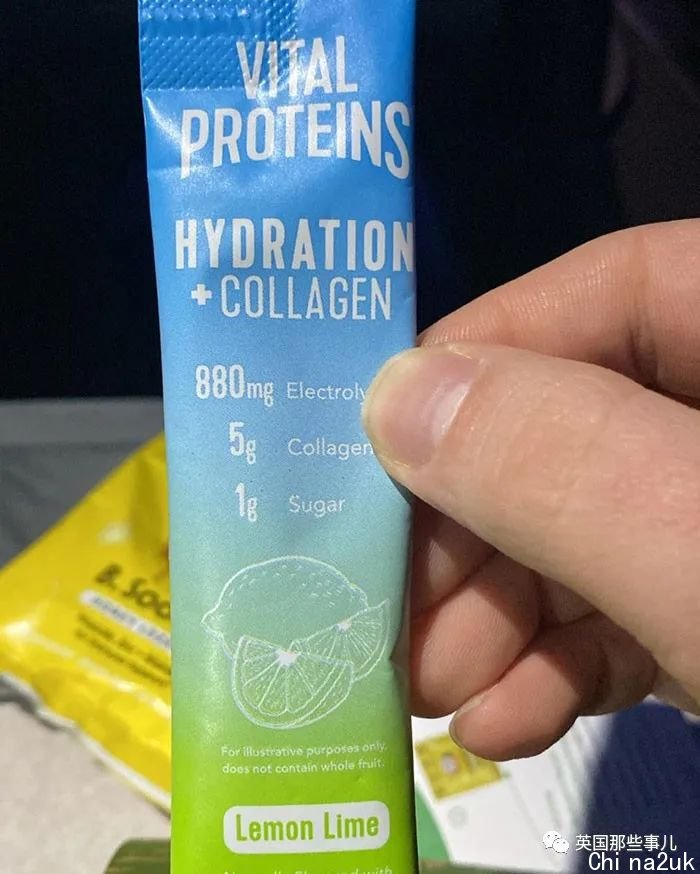 VITAL
PROTEINS
HYDRATION
+COLLAGEN
880mg
5g Collagen
1g Sugar
For illustrative purposes only,
does not contain whole fruit.
Lemon Lime
B.
英国那些事儿
Chi na2uk